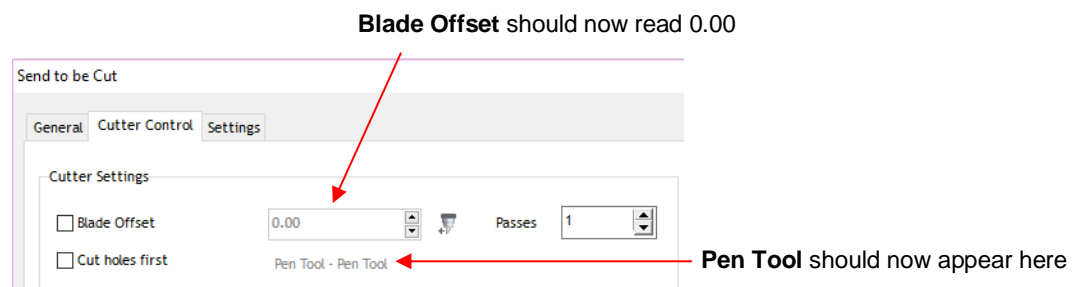 Blade Offset should now read 0.00
Send to be Cut
General Cutter Control Settings
Cutter Settings
Blade Offset 0.00 Passes 1
Cut holes first Pen Tool - Pen Tool Pen Tool should now appear here